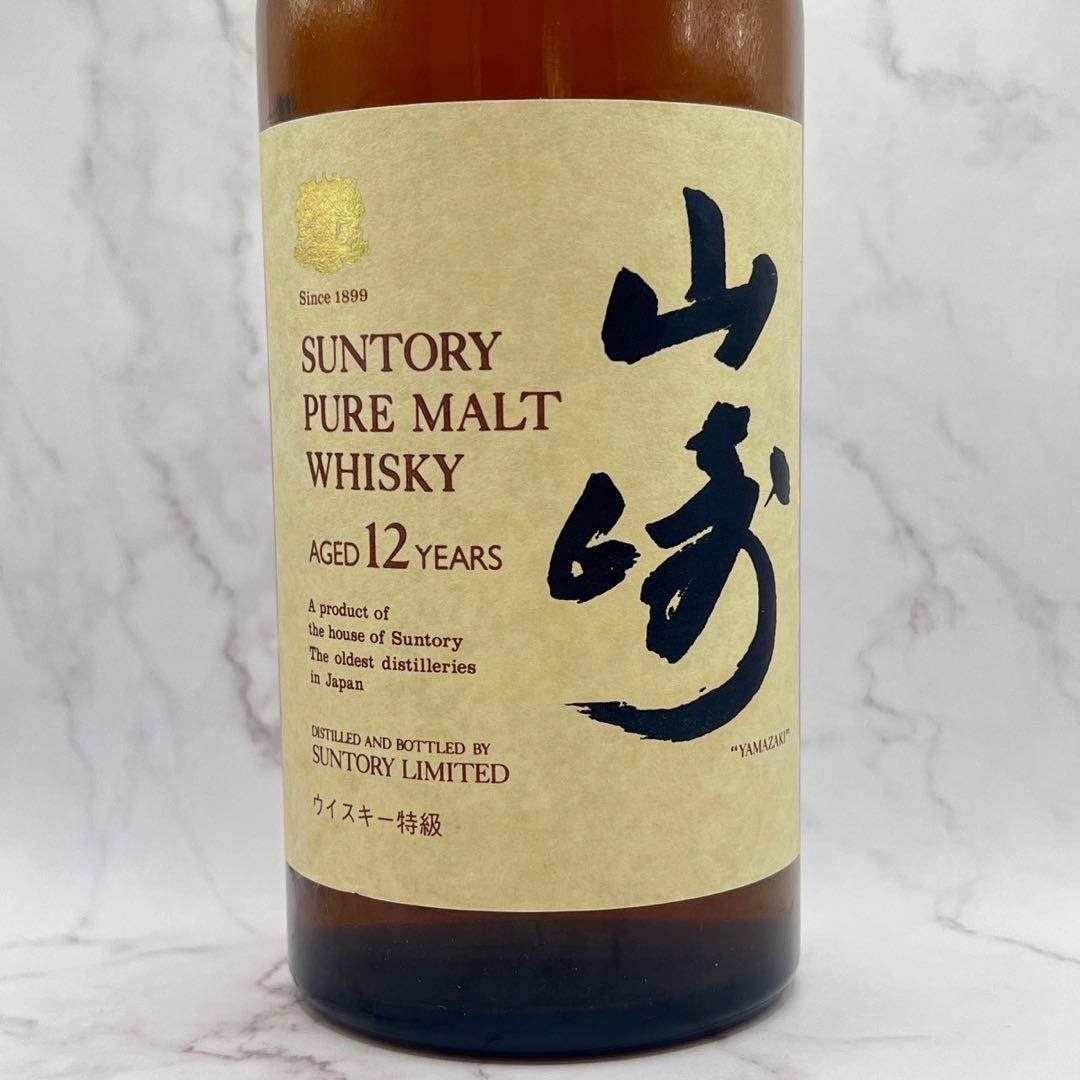 Since 1899
SUNTORY
PURE MALT
WHISKY
AGED 12 YEARS
A product of
the house of Suntory
The oldest distilleries
in Japan
DISTILLED AND BOTTLED BY
SUNTORY LIMITED
ウイスキー特級
山崎
"YAMAZAKI"